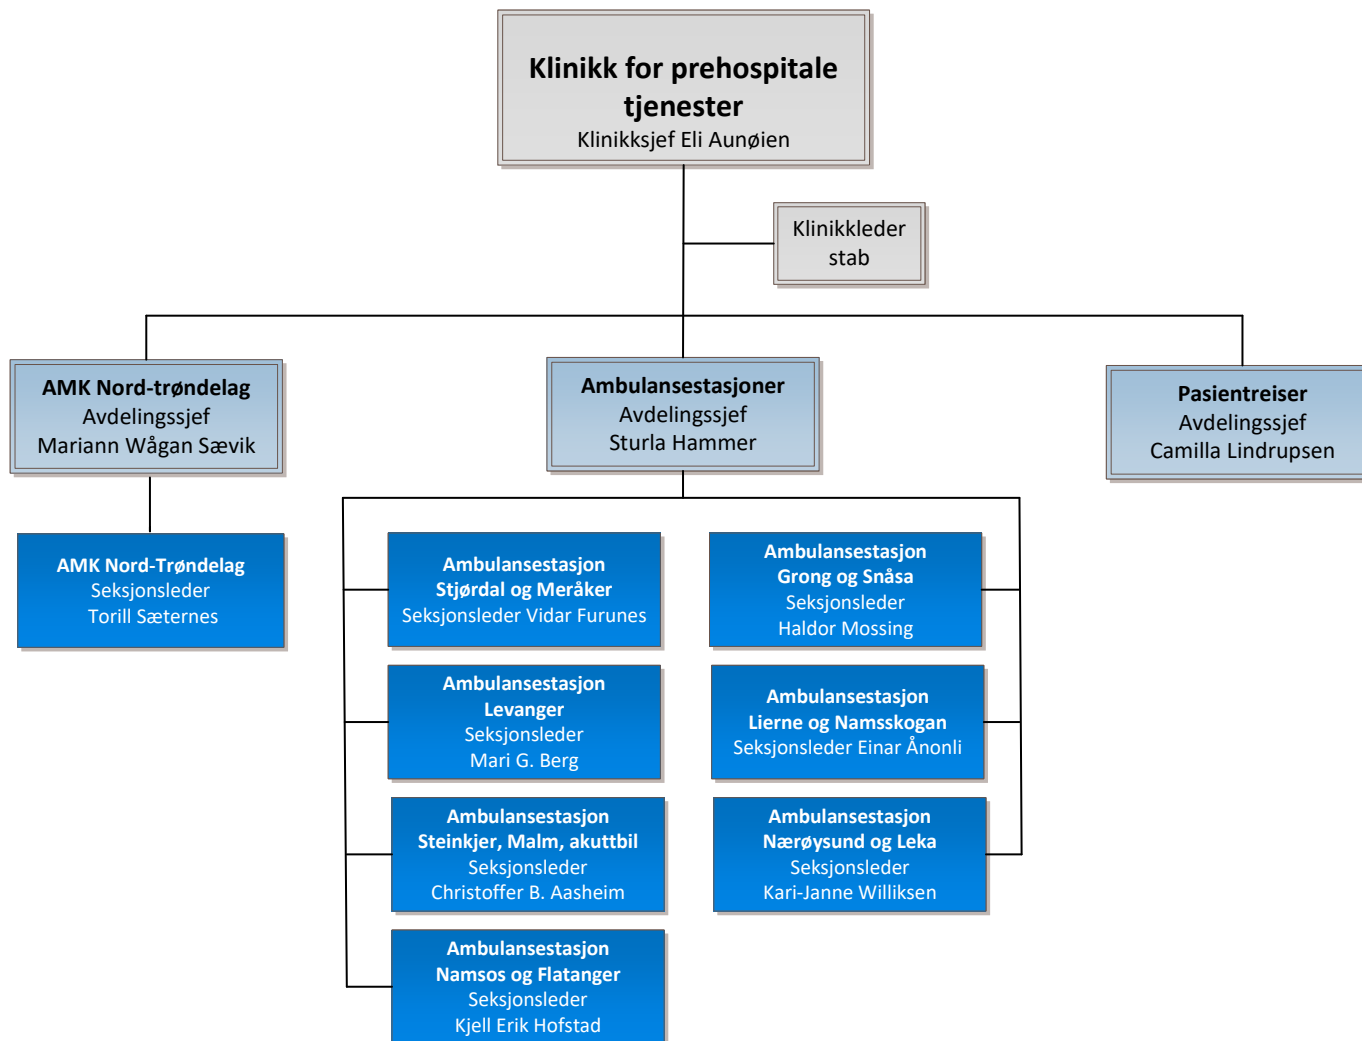 Klinikk for prehospitale
tjenester
Klinikksjef Eli Aunøien
Klinikkleder
stab
AMK Nord-trøndelag
Avdelingssjef
Mariann Wågan Sævik
Ambulansestasjoner
Avdelingssjef
Sturla Hammer
Pasientreiser
Avdelingssjef
Camilla Lindrupsen
AMK Nord-Trøndelag
Seksjonsleder
Torill Sæternes
Ambulansestasjon
Stjørdal og Meråker
Seksjonsleder Vidar Furunes
Ambulansestasjon
Grong og Snåsa
Seksjonsleder
Haldor Mossing
Ambulansestasjon
Levanger
Seksjonsleder
Mari G. Berg
Ambulansestasjon
Lierne og Namsskogan
Seksjonsleder Einar Ånonli
Ambulansestasjon
Steinkjer, Malm, akuttbil
Seksjonsleder
Christoffer B. Aasheim
Ambulansestasjon
Nærøysund og Leka
Seksjonsleder
Kari-Janne Williksen
Ambulansestasjon
Namsos og Flatanger
Seksjonsleder
Kjell Erik Hofstad